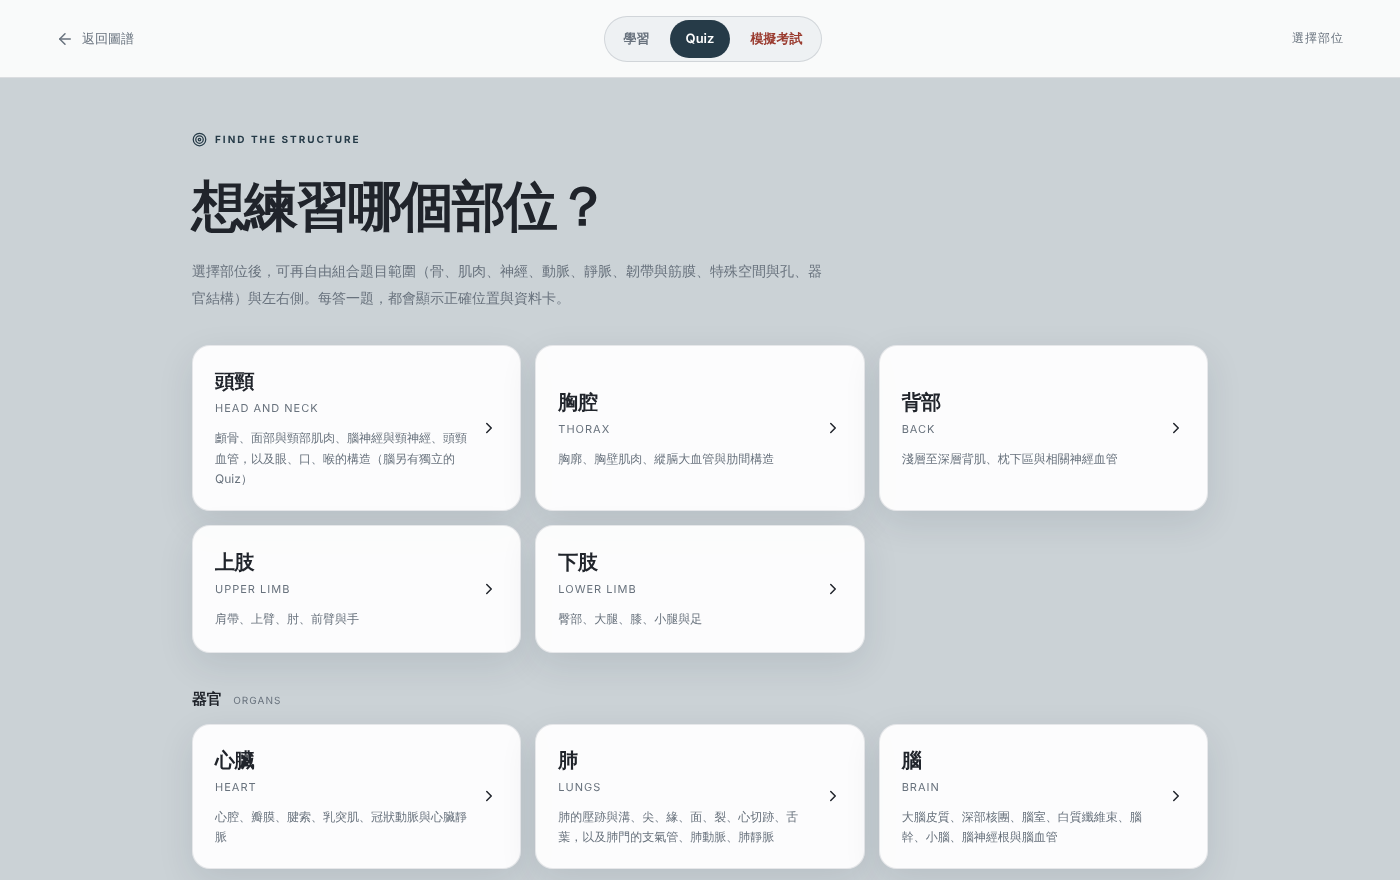 返回圖譜
學習
Quiz
模擬考試
選擇部位
FIND THE STRUCTURE
想練習哪個部位？
選擇部位後，可再自由組合題目範圍（骨、肌肉、神經、動脈、靜脈、韌帶與筋膜、特殊空間與孔、器
官結構）與左右側。每答一題，都會顯示正確位置與資料卡。
頭頸
HEAD AND NECK
顱骨、面部與頸部肌肉、腦神經與頸神經、頭頸
血管，以及眼、口、喉的構造（腦另有獨立的
Quiz）
胸腔
THORAX
胸廓、胸壁肌肉、縱膈大血管與肋間構造
背部
BACK
淺層至深層背肌、枕下區與相關神經血管
上肢
UPPER LIMB
肩帶、上臂、肘、前臂與手
下肢
LOWER LIMB
臀部、大腿、膝、小腿與足
器官 ORGANS
心臟
HEART
心腔、瓣膜、腱索、乳突肌、冠狀動脈與心臟靜
脈
肺
LUNGS
肺的壓跡與溝、尖、緣、面、裂、心切跡、舌
葉，以及肺門的支氣管、肺動脈、肺靜脈
腦
BRAIN
大腦皮質、深部核團、腦室、白質纖維束、腦
幹、小腦、腦神經根與腦血管